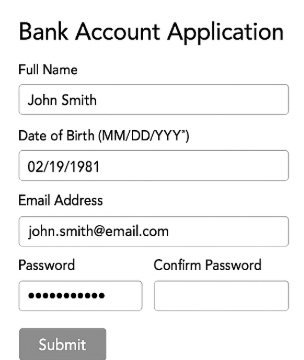 Bank Account Application
Full Name
John Smith
Date of Birth (MM/DD/YYY*)
02/19/1981
Email Address
john.smith@email.com
Password Confirm Password
•••••••••••
Submit